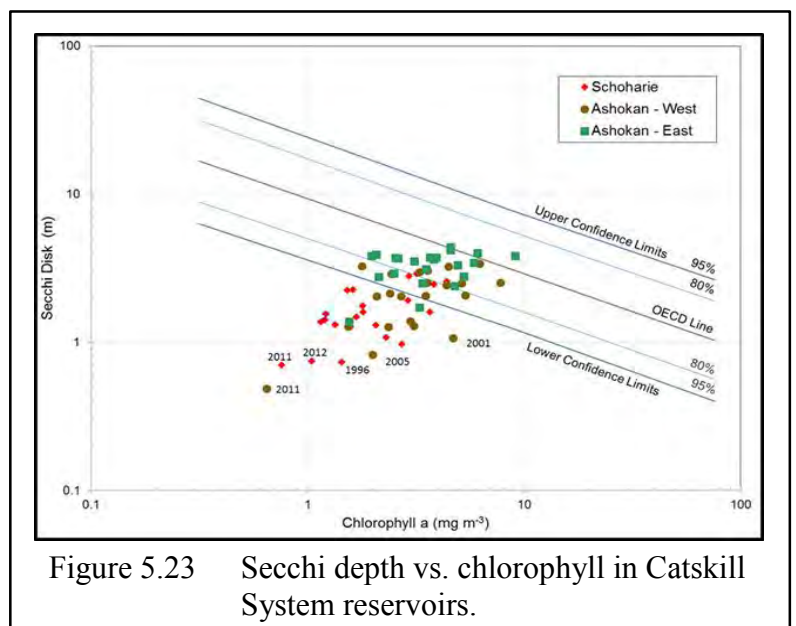 100
Schoharie
Ashokan - West
Ashokan - East
10
Secchi Disk (m)
Upper Confidence Limits
95%
80%
OECD Line
1
80%
Lower Confidence Limits
95%
2011
2012
1996
2005
2001
2011
0.1
0.1
1
10
100
Chlorophyll a (mg m⁻³)
Figure 5.23 Secchi depth vs. chlorophyll in Catskill
System reservoirs.